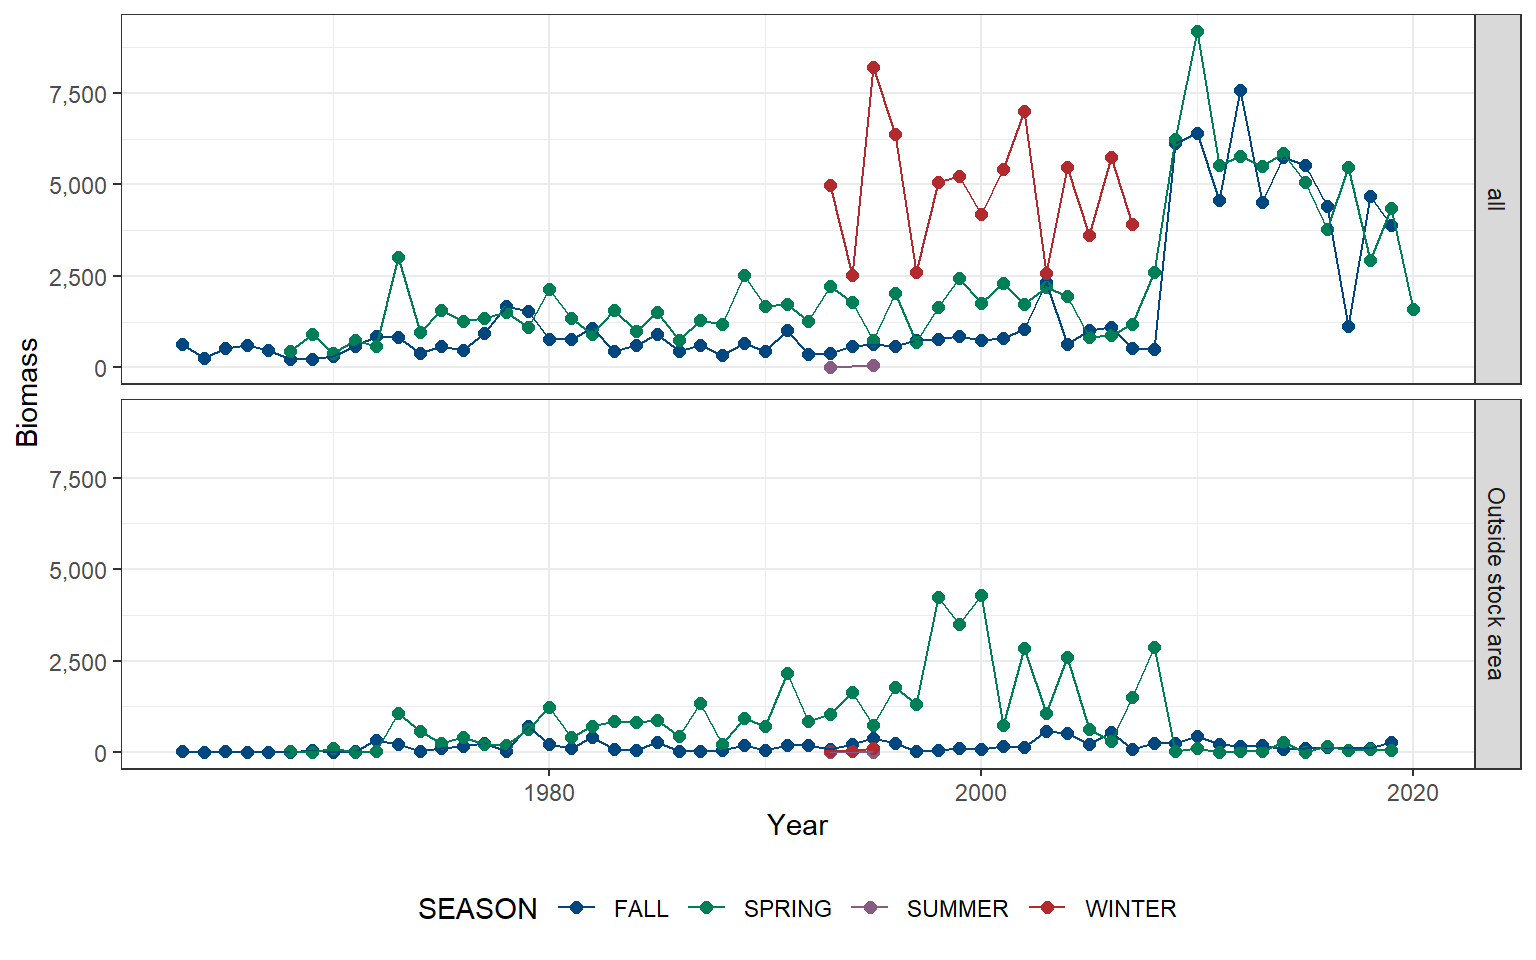 Biomass
7,500
5,000
2,500
0
all
7,500
5,000
2,500
0
Outside stock area
1980
2000
2020
Year
SEASON FALL SPRING SUMMER WINTER